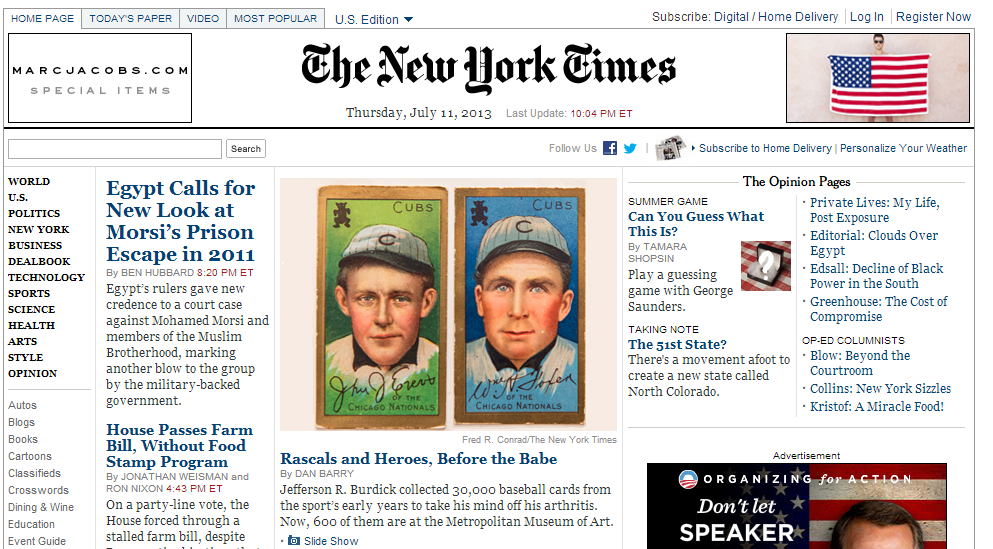 HOME PAGE
TODAY'S PAPER
VIDEO
MOST POPULAR
U.S. Edition
Subscribe: Digital / Home Delivery
Log In
Register Now
MARCJACOBS.COM
SPECIAL ITEMS
The New York Times
Thursday, July 11, 2013
Last Update: 10:04 PM ET
Search
Follow Us
Subscribe to Home Delivery | Personalize Your Weather
WORLD
U.S.
POLITICS
NEW YORK
BUSINESS
DEALBOOK
TECHNOLOGY
SPORTS
SCIENCE
HEALTH
ARTS
STYLE
OPINION
Autos
Blogs
Books
Cartoons
Classifieds
Crosswords
Dining & Wine
Education
Event Guide
Egypt Calls for
New Look at
Morsi's Prison
Escape in 2011
By BEN HUBBARD 8:20 PM ET
Egypt's rulers gave new
credence to a court case
against Mohamed Morsi and
members of the Muslim
Brotherhood, marking
another blow to the group
by the military-backed
government.
House Passes Farm
Bill, Without Food
Stamp Program
By JONATHAN WEISMAN and
RON NIXON 4:43 PM ET
On a party-line vote, the
House forced through a
stalled farm bill, despite
CUBS
C
OF THE
CHICAGO NATIONALS
CUBS
C
OF THE
CHICAGO NATIONALS
Fred R. Conrad/The New York Times
Rascals and Heroes, Before the Babe
By DAN BARRY
Jefferson R. Burdick collected 30,000 baseball cards from
the sport's early years to take his mind off his arthritis.
Now, 600 of them are at the Metropolitan Museum of Art.
• Slide Show
The Opinion Pages
SUMMER GAME
Can You Guess What
This Is?
By TAMARA
SHOPSIN
Play a guessing
game with George
Saunders.
?
TAKING NOTE
The 51st State?
There's a movement afoot to
create a new state called
North Colorado.
• Private Lives: My Life,
Post Exposure
• Editorial: Clouds Over
Egypt
• Edsall: Decline of Black
Power in the South
• Greenhouse: The Cost of
Compromise
OP-ED COLUMNISTS
• Blow: Beyond the
Courtroom
• Collins: New York Sizzles
• Kristof: A Miracle Food!
Advertisement
ORGANIZING for ACTION
Don't let
SPEAKER